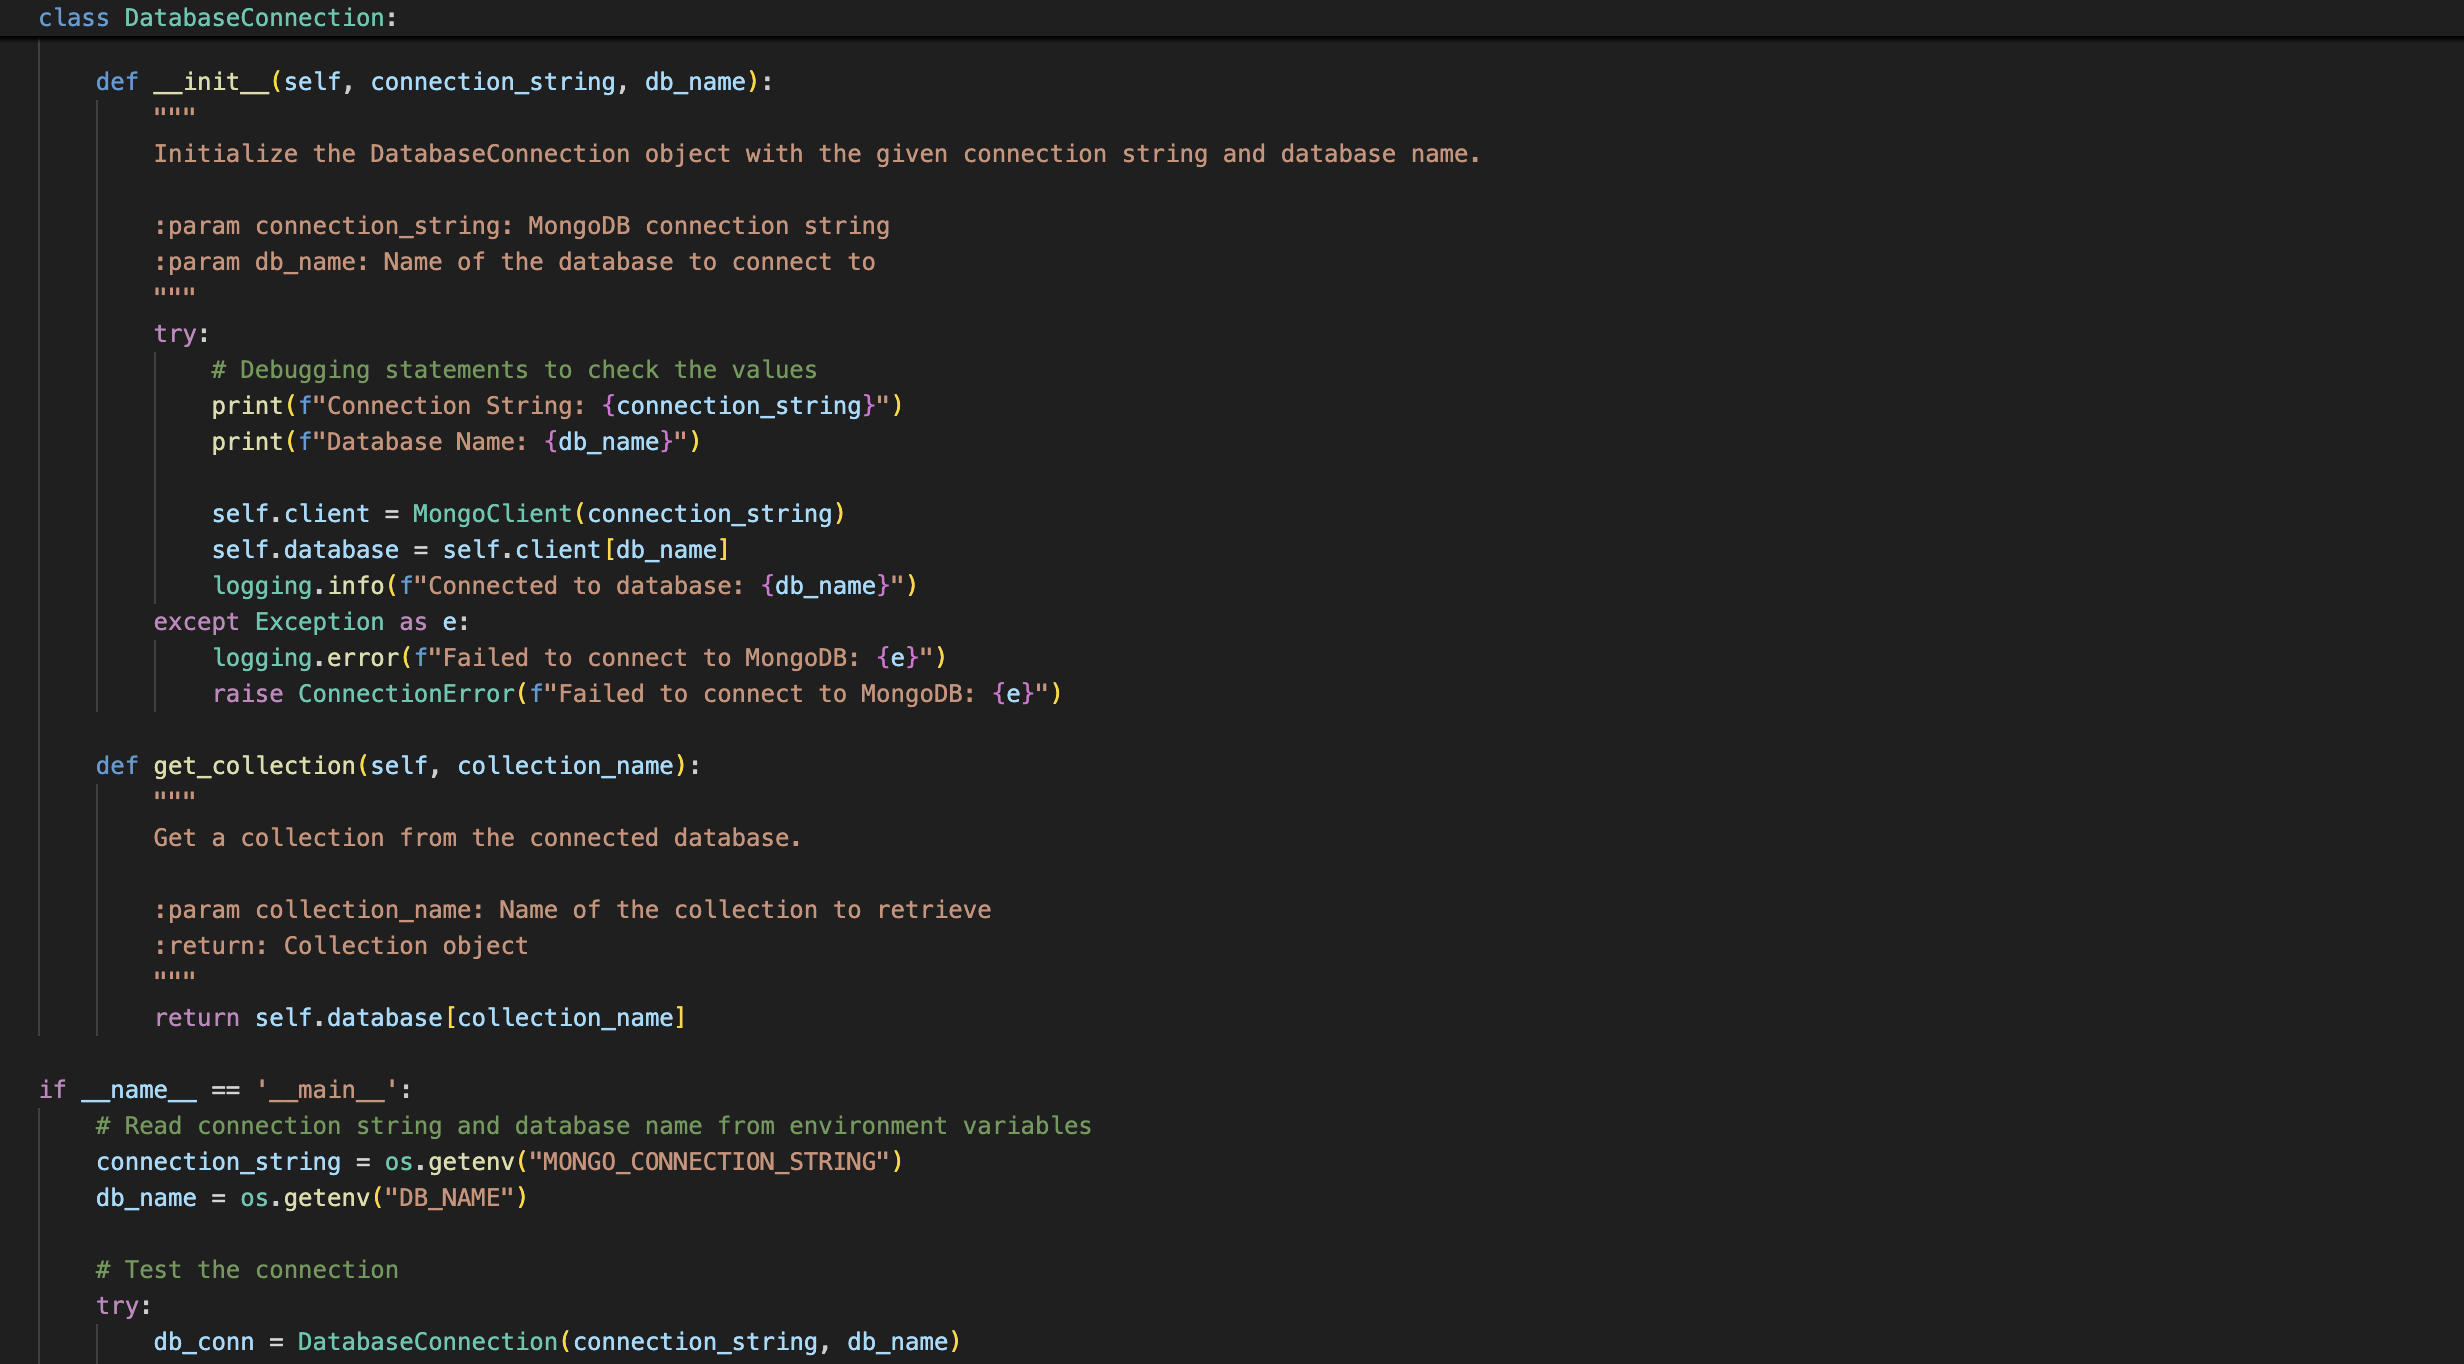 class DatabaseConnection:
def __init__(self, connection_string, db_name):
"""
Initialize the DatabaseConnection object with the given connection string and database name.
:param connection_string: MongoDB connection string
:param db_name: Name of the database to connect to
"""
try:
# Debugging statements to check the values
print(f"Connection String: {connection_string}")
print(f"Database Name: {db_name}")
self.client = MongoClient(connection_string)
self.database = self.client[db_name]
logging.info(f"Connected to database: {db_name}")
except Exception as e:
logging.error(f"Failed to connect to MongoDB: {e}")
raise ConnectionError(f"Failed to connect to MongoDB: {e}")
def get_collection(self, collection_name):
"""
Get a collection from the connected database.
:param collection_name: Name of the collection to retrieve
:return: Collection object
"""
return self.database[collection_name]
if __name__ == '__main__':
# Read connection string and database name from environment variables
connection_string = os.getenv("MONGO_CONNECTION_STRING")
db_name = os.getenv("DB_NAME")
# Test the connection
try:
db_conn = DatabaseConnection(connection_string, db_name)